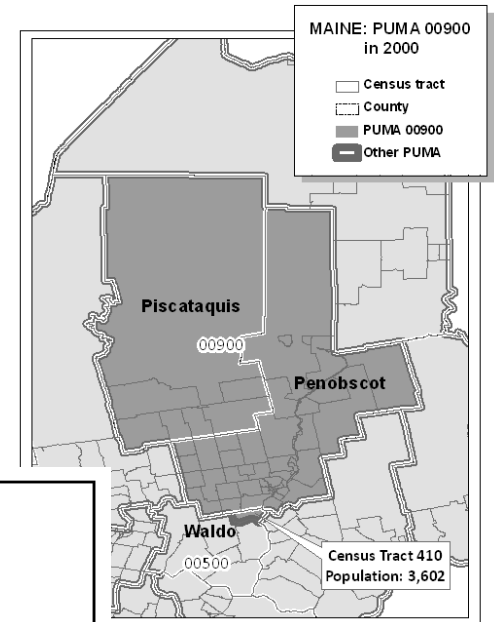 MAINE: PUMA 00900
in 2000
Census tract
County
PUMA 00900
Other PUMA
Piscataquis
00900
Penobscot
Waldo
00500
Census Tract 410
Population: 3,602